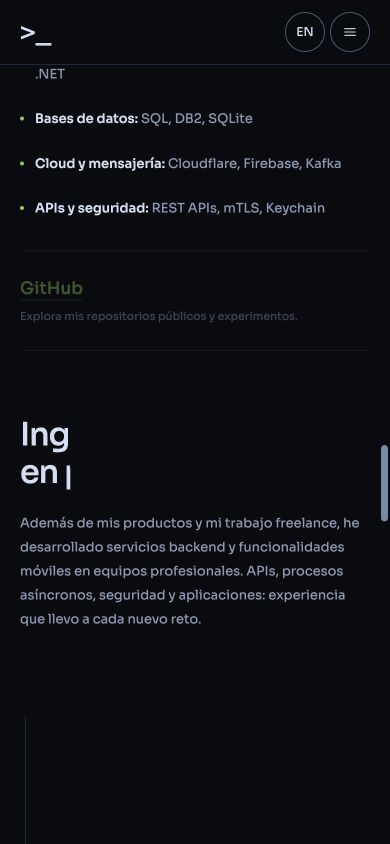 >_
EN
.NET
Bases de datos: SQL, DB2, SQLite
Cloud y mensajería: Cloudflare, Firebase, Kafka
APIs y seguridad: REST APIs, mTLS, Keychain
GitHub
Explora mis repositorios públicos y experimentos.
Ing
en |
Además de mis productos y mi trabajo freelance, he
desarrollado servicios backend y funcionalidades
móviles en equipos profesionales. APIs, procesos
asíncronos, seguridad y aplicaciones: experiencia
que llevo a cada nuevo reto.